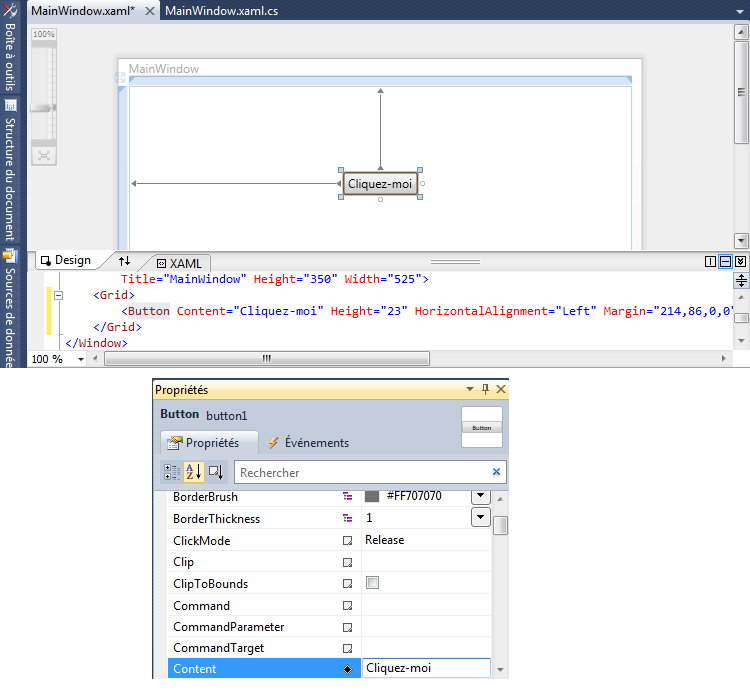 MainWindow.xaml*
MainWindow.xaml.cs
Boîte à outils
Structure du document
Sources de donnée
100%
MainWindow
Cliquez-moi
Design
XAML
Title="MainWindow" Height="350" Width="525">
<Grid>
<Button Content="Cliquez-moi" Height="23" HorizontalAlignment="Left" Margin="214,86,0,0"
</Grid>
</Window>
100 %
Propriétés
Button button1
Button
Propriétés
Événements
A
Z
Rechercher
BorderBrush #FF707070
BorderThickness 1
ClickMode Release
Clip
ClipToBounds
Command
CommandParameter
CommandTarget
Content Cliquez-moi